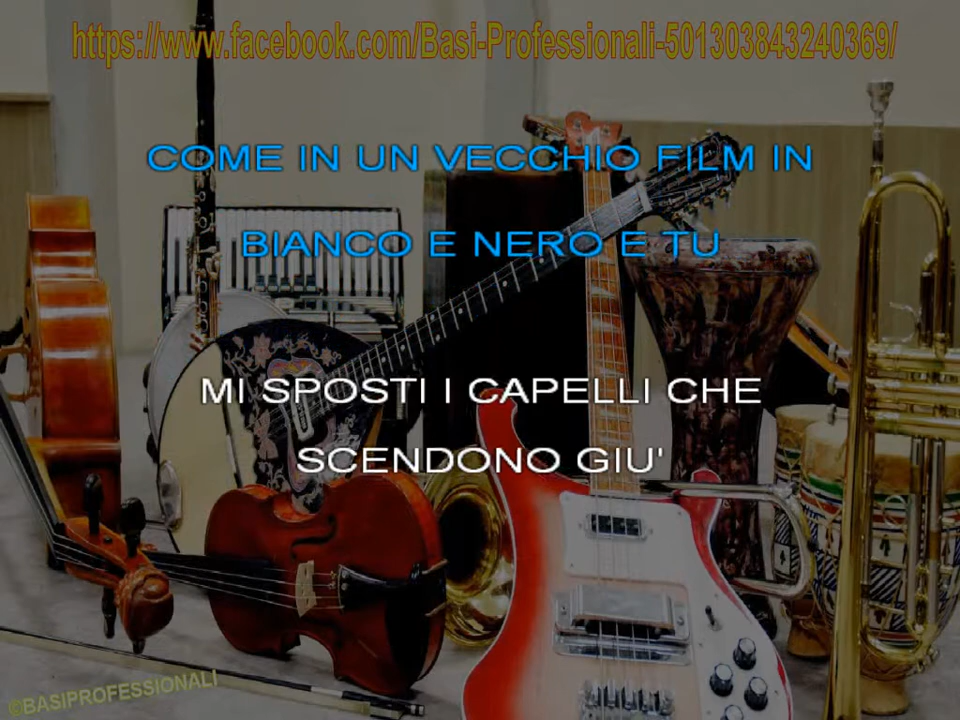 https://www.facebook.com/Basi-Professionali-501303843240369/
COME IN UN VECCHIO FILM IN
BIANCO E NERO E TU
MI SPOSTI I CAPELLI CHE
SCENDONO GIU'
©BASIPROFESSIONALI